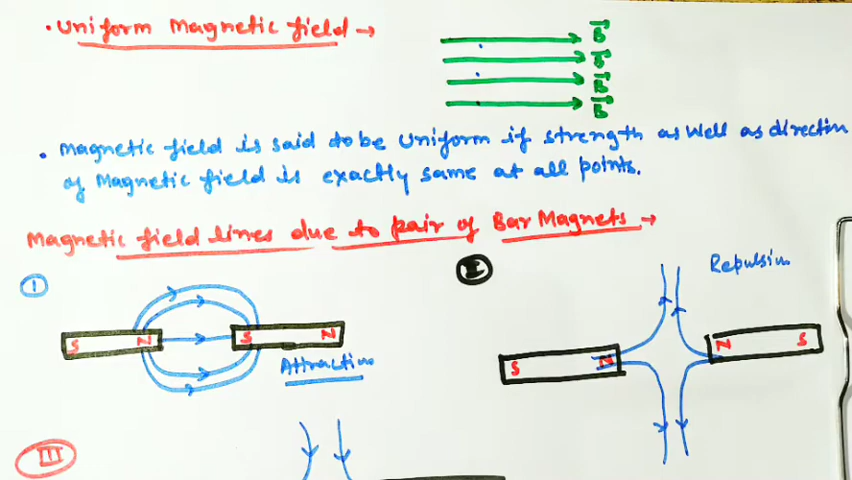 • Uniform Magnetic field →
B
B
B
B
• Magnetic field is said to be Uniform if strength as well as direction
of Magnetic field is exactly same at all points.
Magnetic field lines due to pair of Bar Magnets →
I
S N S N
Attraction
II
Repulsion
S N N S
III